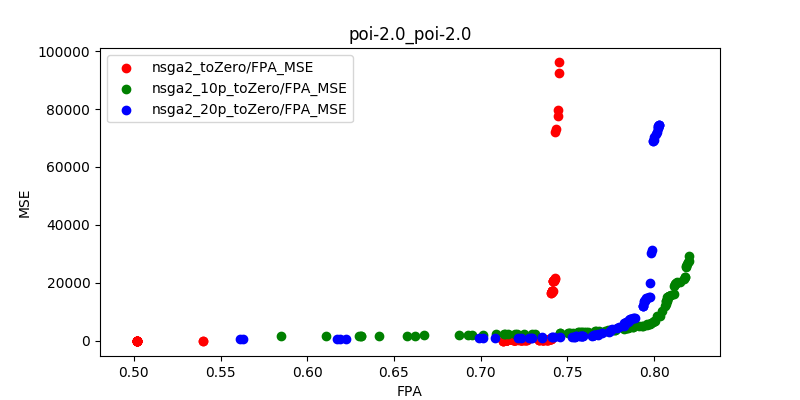 poi-2.0_poi-2.0
nsga2_toZero/FPA_MSE
nsga2_10p_toZero/FPA_MSE
nsga2_20p_toZero/FPA_MSE
MSE
100000
80000
60000
40000
20000
0
0.50 0.55 0.60 0.65 0.70 0.75 0.80
FPA